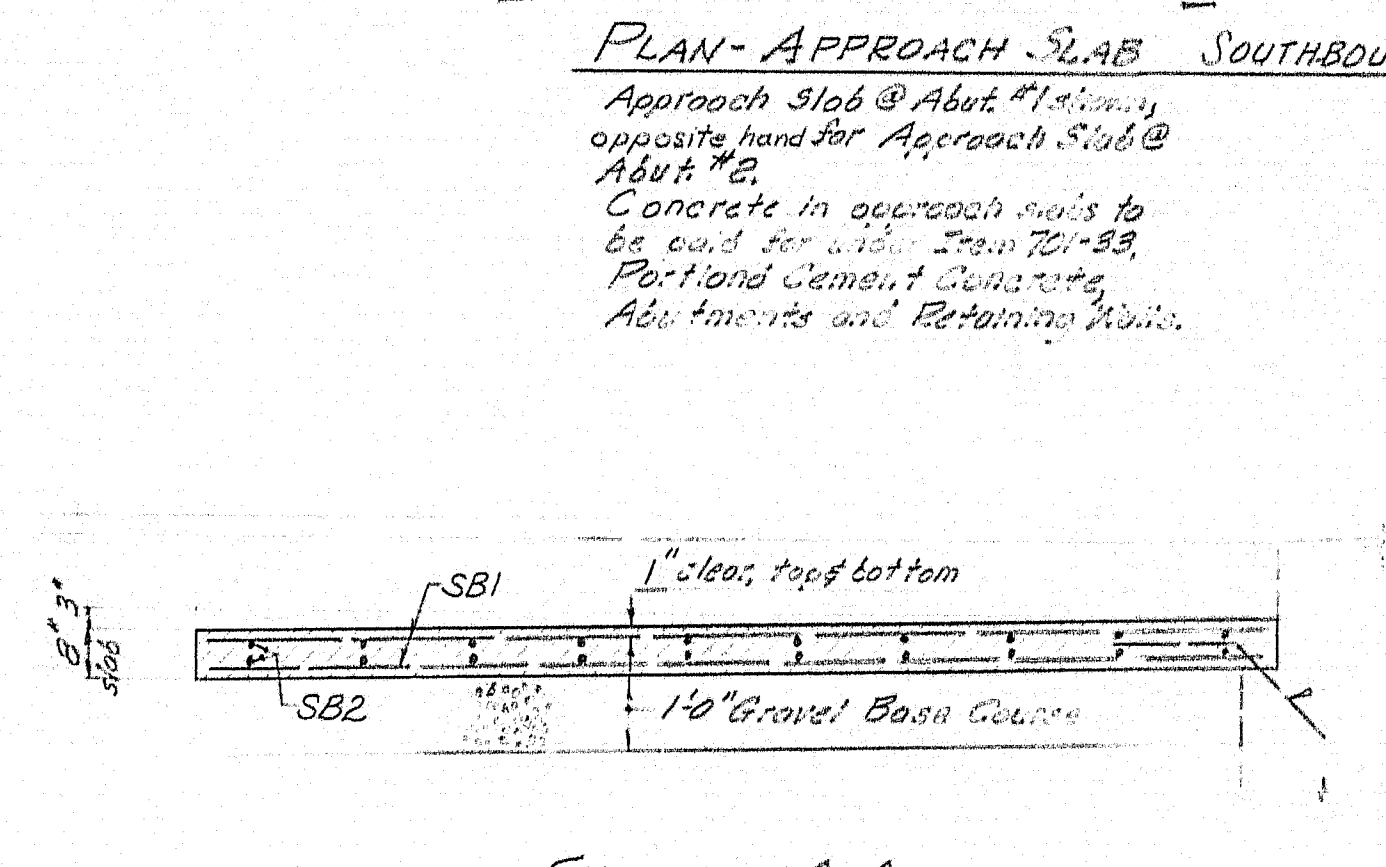 PLAN - APPROACH SLAB SOUTHBOU
Approach Slab @ Abut. #1 shown,
opposite hand for Approach Slab @
Abut. #2.
Concrete in approach slabs to
be paid for under Item 701-33,
Portland Cement Concrete,
Abutments and Retaining Walls.
1" clear, top & bottom
SB1
8" 3"
slab
SB2
1'-0" Gravel Base Course